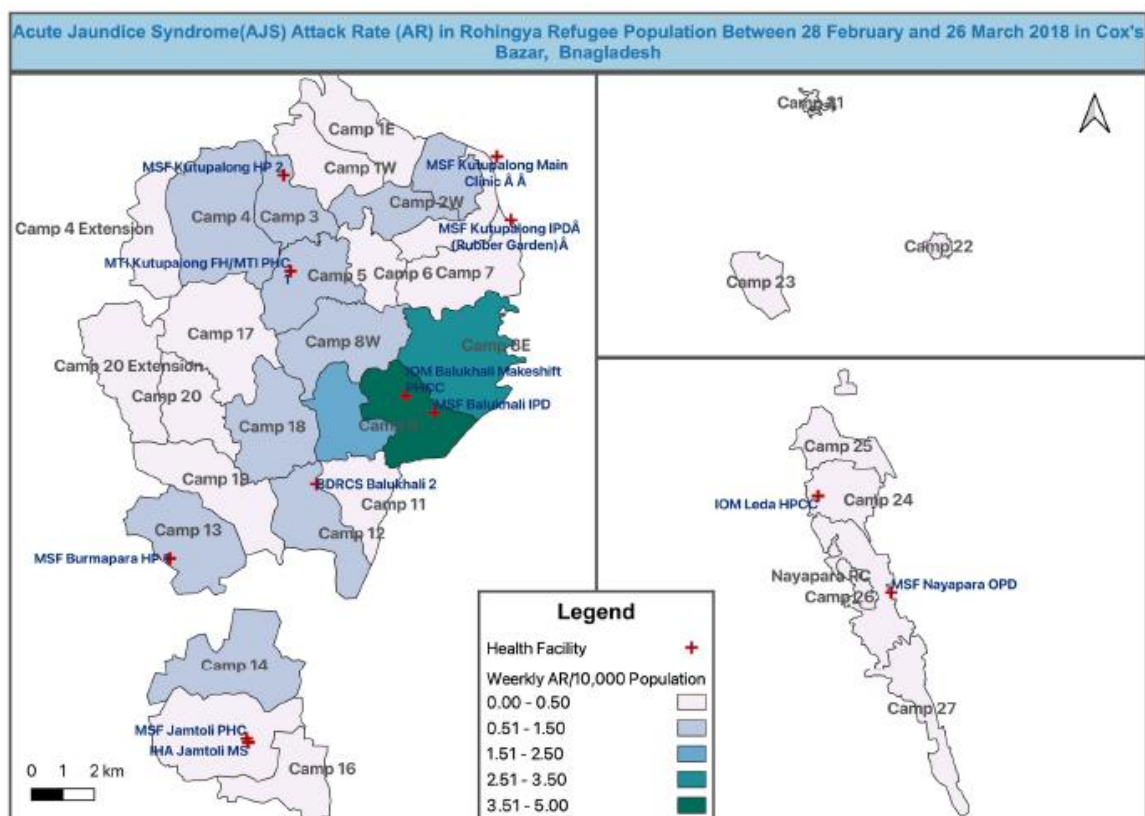 Acute Jaundice Syndrome(AJS) Attack Rate (AR) in Rohingya Refugee Population Between 28 February and 26 March 2018 in Cox's
Bazar, Bnagladesh
Camp 1E
MSF Kutupalong HP 2
Camp 1W
MSF Kutupalong Main
Clinic Â Â
Camp 4
Camp 3
Camp 2W
Camp 4 Extension
MSF Kutupalong IPDÂ
(Rubber Garden)Â
MTI Kutupalong FH/MTI PHC
Camp 5
Camp 6
Camp 7
Camp 17
Camp 8W
Camp 8E
Camp 20 Extension
IOM Balukhali Makeshift
PHCC
Camp 20
MSF Balukhali IPD
Camp 18
Camp
Camp 19
BDRCS Balukhali 2
Camp 11
Camp 13
Camp 12
MSF Burmapara HP
Camp 14
MSF Jamtoli PHC
IHA Jamtoli MS
Camp 16
0 1 2 km
Legend
Health Facility
Weerkly AR/10,000 Population
0.00 - 0.50
0.51 - 1.50
1.51 - 2.50
2.51 - 3.50
3.51 - 5.00
Camp 21
Camp 22
Camp 23
Camp 25
IOM Leda HPCC
Camp 24
Nayapara RC
MSF Nayapara OPD
Camp 26
Camp 27